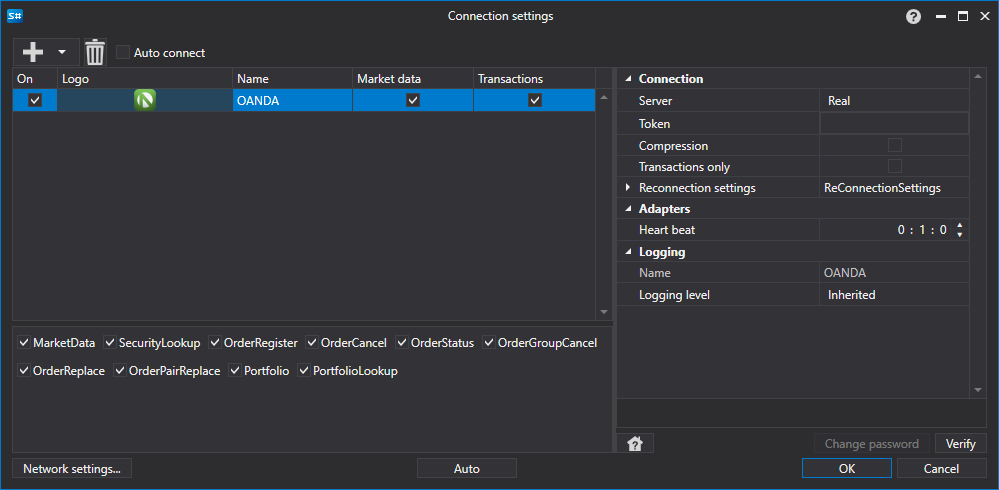 S#
Connection settings
?
Auto connect
On Logo Name Market data Transactions
OANDA
MarketData SecurityLookup OrderRegister OrderCancel OrderStatus OrderGroupCancel
OrderReplace OrderPairReplace Portfolio PortfolioLookup
Connection
Server Real
Token
Compression
Transactions only
Reconnection settings ReConnectionSettings
Adapters
Heart beat 0 : 1 : 0
Logging
Name OANDA
Logging level Inherited
? Change password Verify
Network settings... Auto OK Cancel